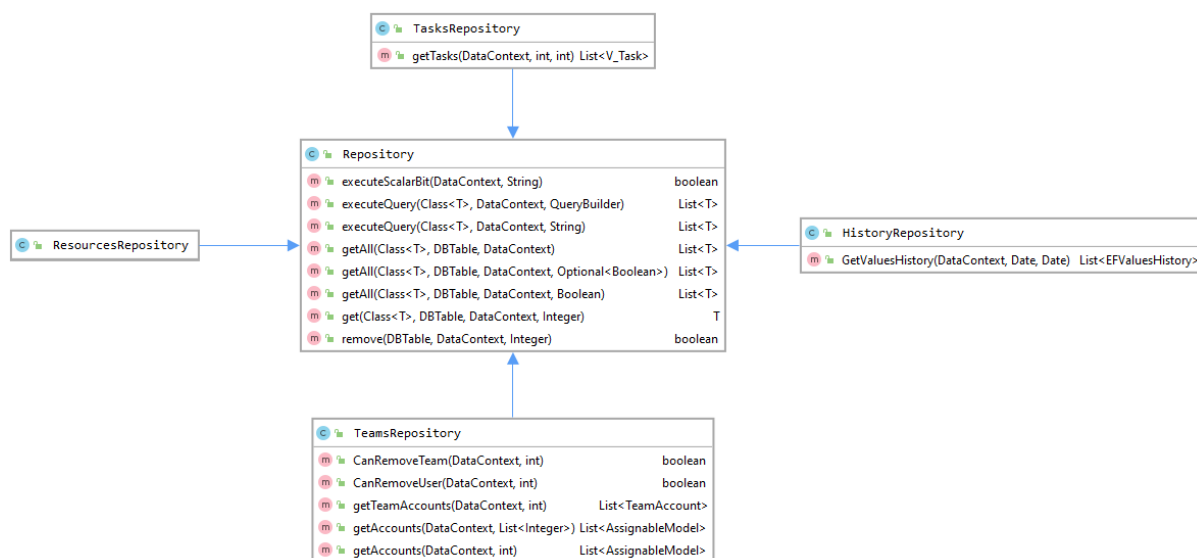 C TasksRepository
m getTasks(DataContext, int, int) List<V_Task>
C Repository
m executeScalarBit(DataContext, String) boolean
m executeQuery(Class<T>, DataContext, QueryBuilder) List<T>
m executeQuery(Class<T>, DataContext, String) List<T>
m getAll(Class<T>, DBTable, DataContext) List<T>
m getAll(Class<T>, DBTable, DataContext, Optional<Boolean>) List<T>
m getAll(Class<T>, DBTable, DataContext, Boolean) List<T>
m get(Class<T>, DBTable, DataContext, Integer) T
m remove(DBTable, DataContext, Integer) boolean
C ResourcesRepository
C HistoryRepository
m GetValuesHistory(DataContext, Date, Date) List<EFValuesHistory>
C TeamsRepository
m CanRemoveTeam(DataContext, int) boolean
m CanRemoveUser(DataContext, int) boolean
m getTeamAccounts(DataContext, int) List<TeamAccount>
m getAccounts(DataContext, List<Integer>) List<AssignableModel>
m getAccounts(DataContext, int) List<AssignableModel>